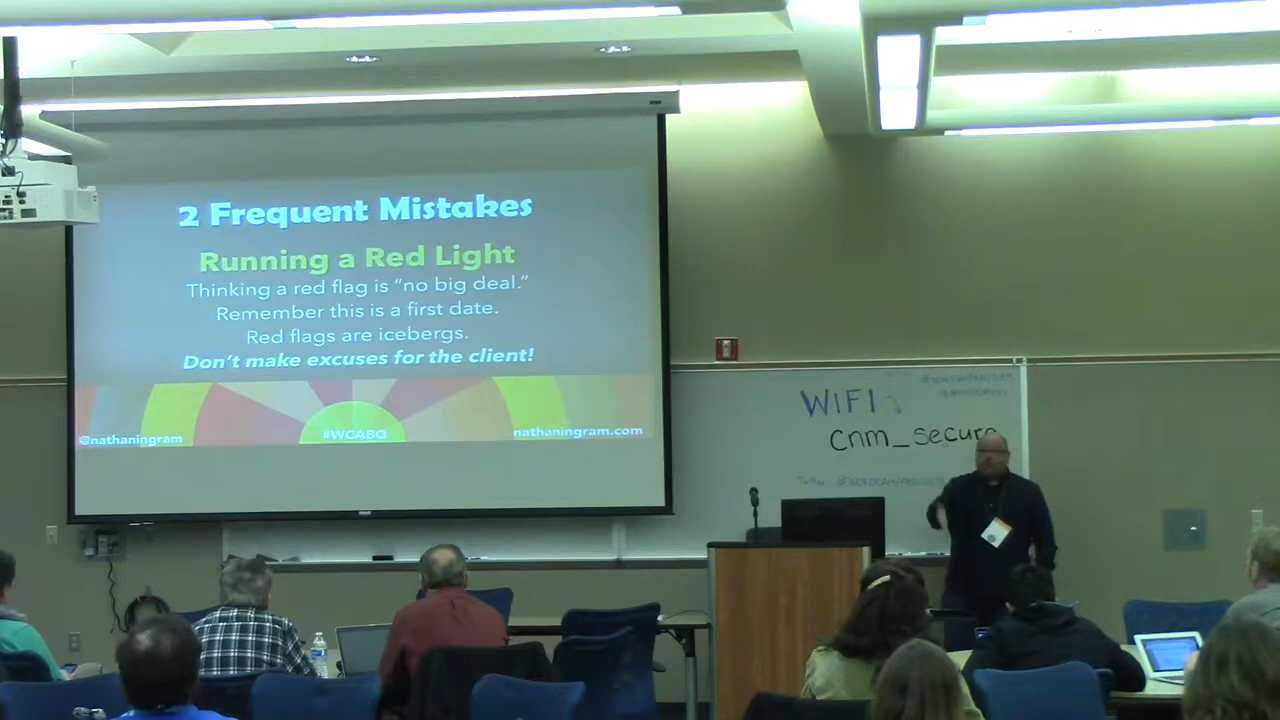 2 Frequent Mistakes
Running a Red Light
Thinking a red flag is “no big deal.”
Remember this is a first date.
Red flags are icebergs.
Don't make excuses for the client!
@nathaningram
#WCABQ
nathaningram.com
WIFI
cnm_secure